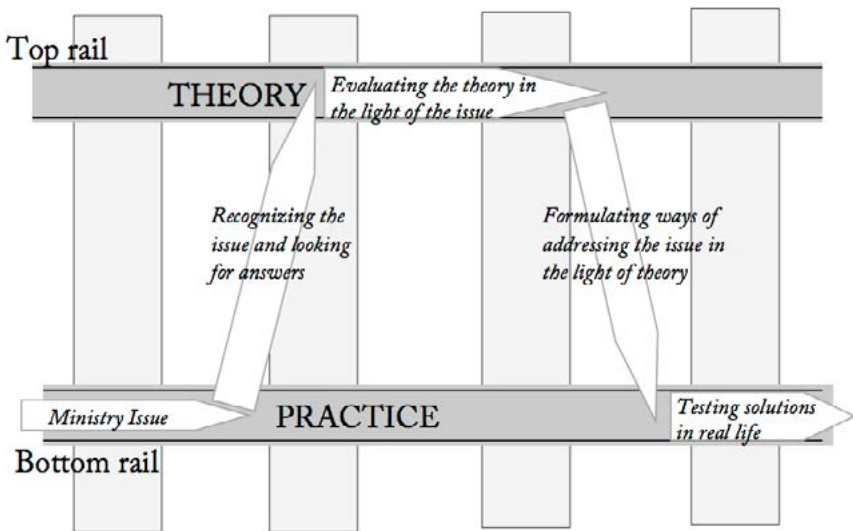 Top rail
THEORY
Evaluating the theory in
the light of the issue
Recognizing the
issue and looking
for answers
Formulating ways of
addressing the issue in
the light of theory
Ministry Issue
PRACTICE
Testing solutions
in real life
Bottom rail